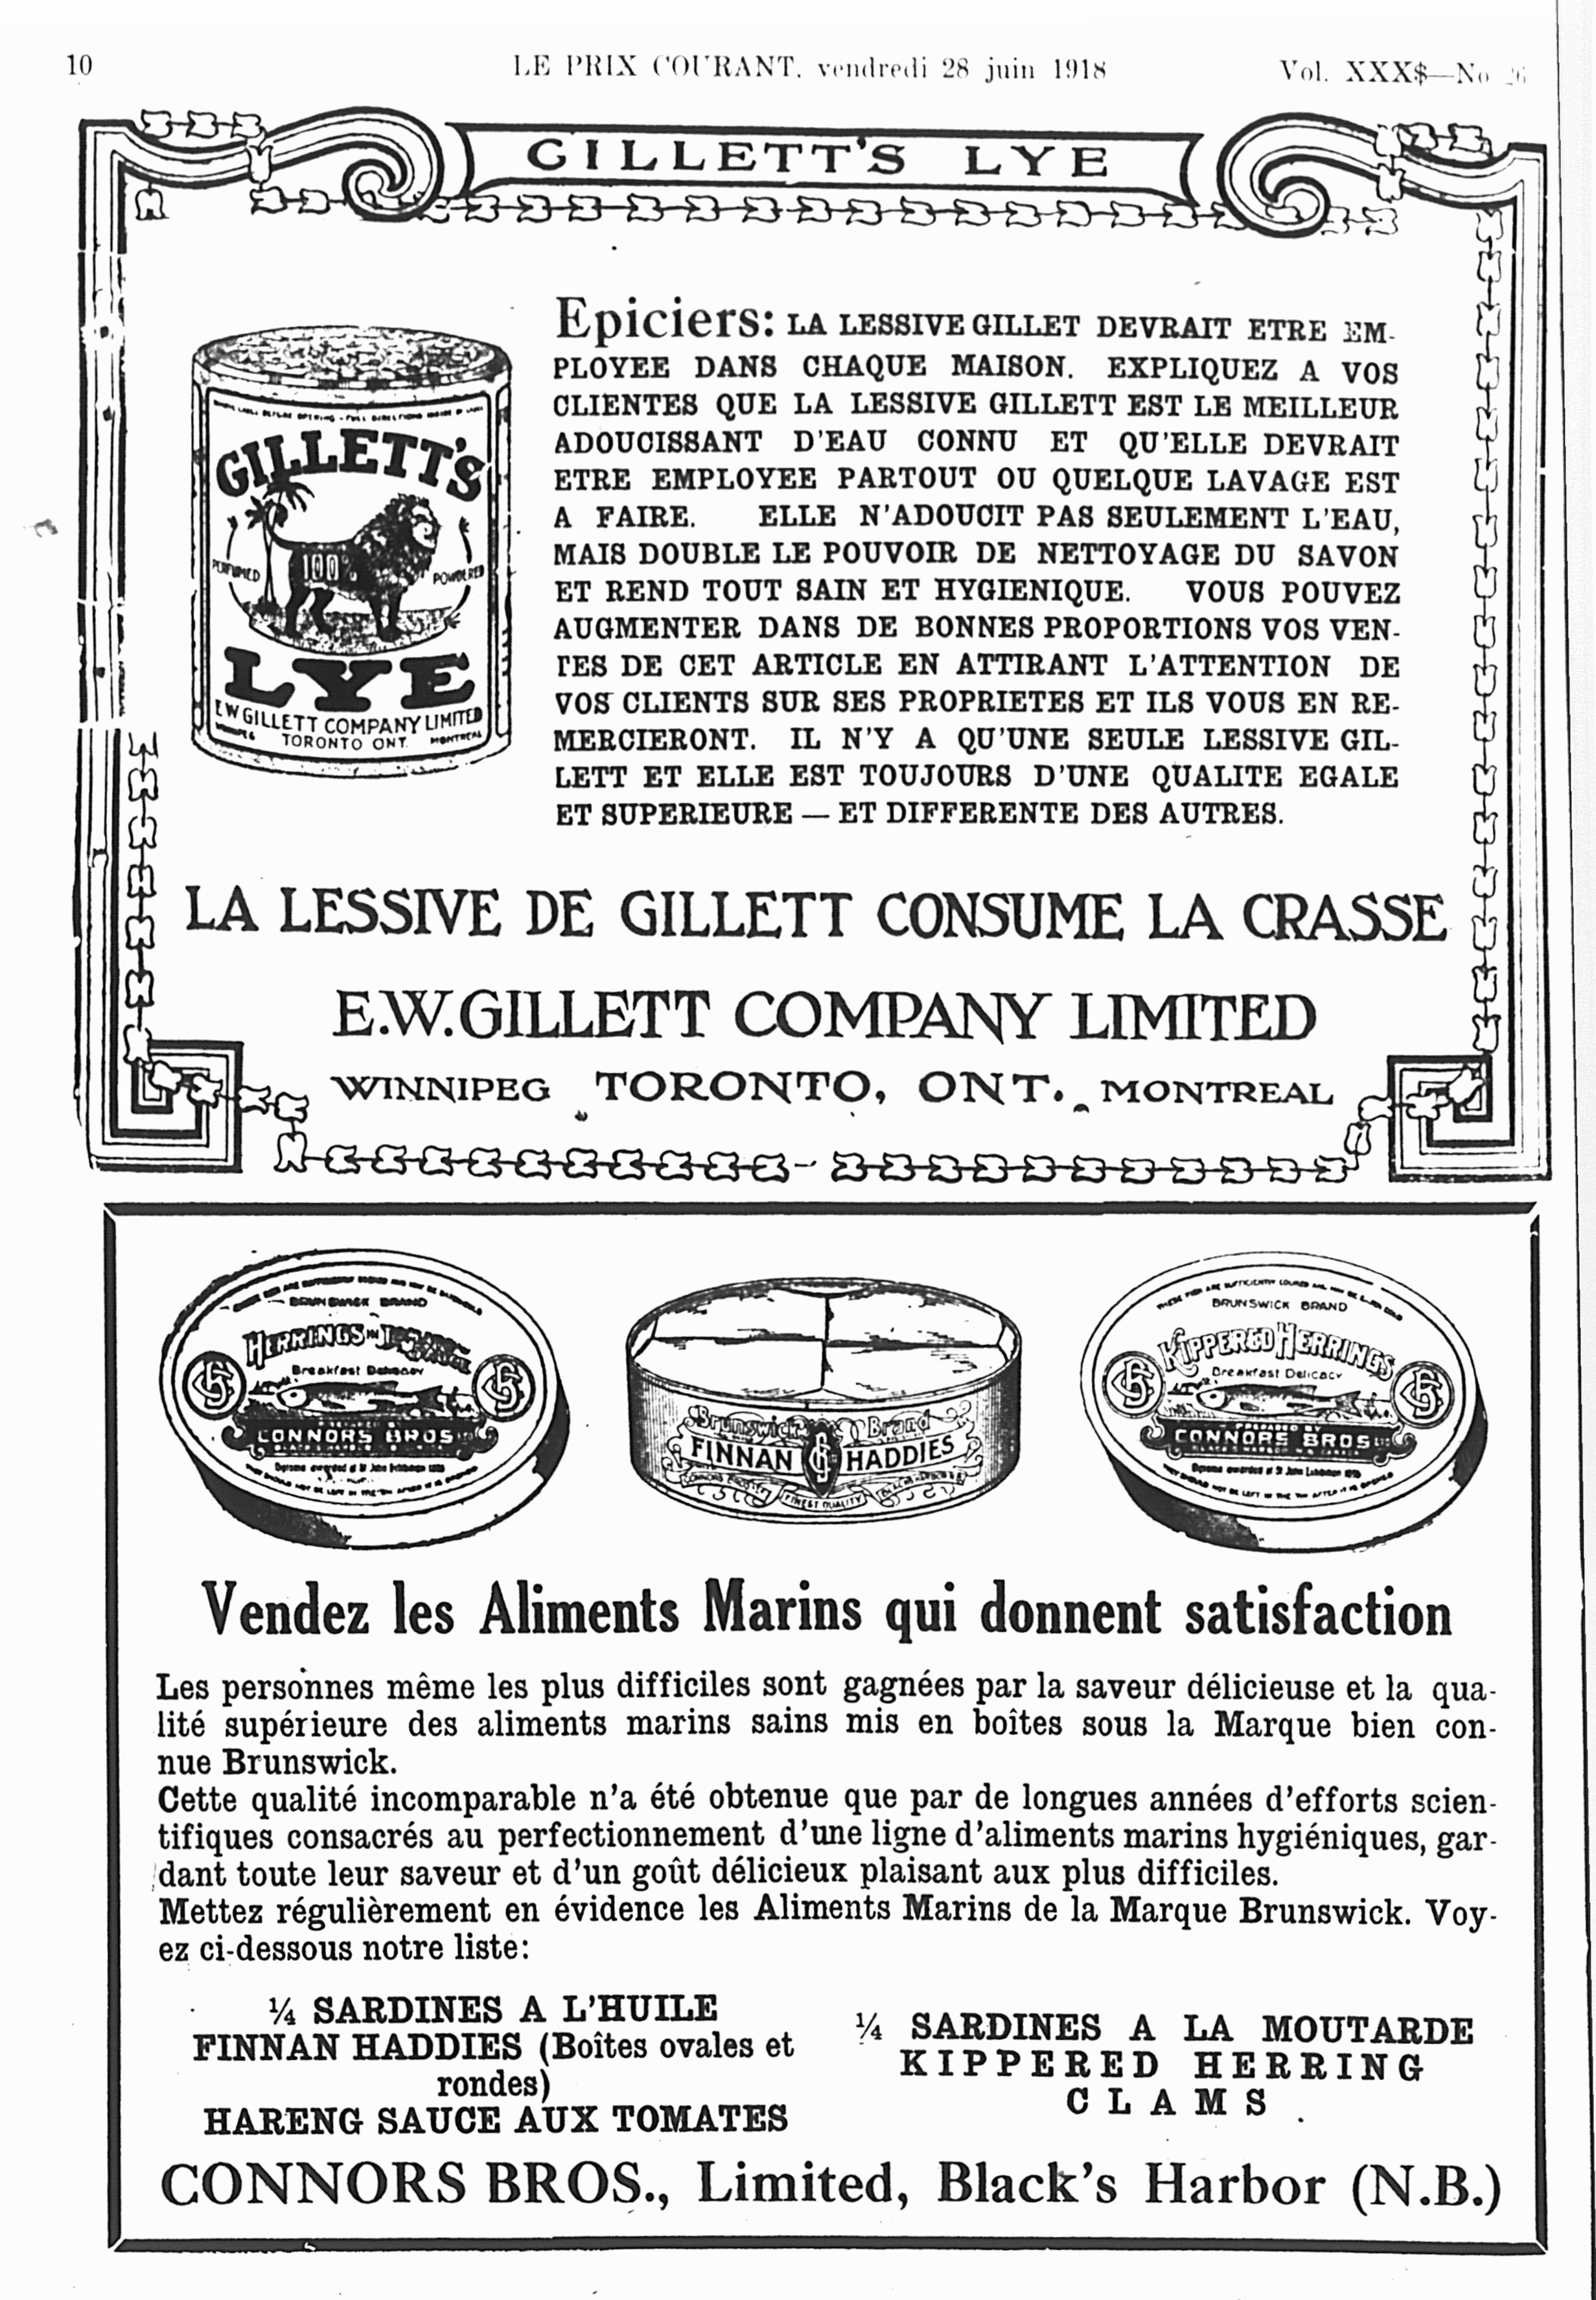 10
LE PRIX COURANT, vendredi 28 juin 1918
Vol. XXX$—No 26
GILLETT'S LYE
GILLETT'S
PERFUMED
100%
POWDERED
LYE
E.W GILLETT COMPANY LIMITED
WINNIPEG TORONTO ONT. MONTREAL
Epiciers: LA LESSIVE GILLET DEVRAIT ETRE EM-
PLOYEE DANS CHAQUE MAISON. EXPLIQUEZ A VOS
CLIENTES QUE LA LESSIVE GILLETT EST LE MEILLEUR
ADOUCISSANT D'EAU CONNU ET QU'ELLE DEVRAIT
ETRE EMPLOYEE PARTOUT OU QUELQUE LAVAGE EST
A FAIRE. ELLE N'ADOUCIT PAS SEULEMENT L'EAU,
MAIS DOUBLE LE POUVOIR DE NETTOYAGE DU SAVON
ET REND TOUT SAIN ET HYGIENIQUE. VOUS POUVEZ
AUGMENTER DANS DE BONNES PROPORTIONS VOS VEN-
TES DE CET ARTICLE EN ATTIRANT L'ATTENTION DE
VOS CLIENTS SUR SES PROPRIETES ET ILS VOUS EN RE-
MERCIERONT. IL N'Y A QU'UNE SEULE LESSIVE GIL-
LETT ET ELLE EST TOUJOURS D'UNE QUALITE EGALE
ET SUPERIEURE — ET DIFFERENTE DES AUTRES.
LA LESSIVE DE GILLETT CONSUME LA CRASSE
E.W. GILLETT COMPANY LIMITED
WINNIPEG TORONTO, ONT. MONTREAL
BRUNSWICK BRAND
HERRINGS IN TOMATO SAUCE
Breakfast Delicacy
CONNORS BROS
Brunswick Brand
FINNAN HADDIES
FINEST QUALITY
BRUNSWICK BRAND
KIPPERED HERRINGS
Breakfast Delicacy
CONNORS BROS
Vendez les Aliments Marins qui donnent satisfaction
Les personnes même les plus difficiles sont gagnées par la saveur délicieuse et la qua-
lité supérieure des aliments marins sains mis en boîtes sous la Marque bien con-
nue Brunswick.
Cette qualité incomparable n'a été obtenue que par de longues années d'efforts scien-
tifiques consacrés au perfectionnement d'une ligne d'aliments marins hygiéniques, gar-
dant toute leur saveur et d'un goût délicieux plaisant aux plus difficiles.
Mettez régulièrement en évidence les Aliments Marins de la Marque Brunswick. Voy-
ez ci-dessous notre liste:
¼ SARDINES A L'HUILE
FINNAN HADDIES (Boîtes ovales et
rondes)
HARENG SAUCE AUX TOMATES
¼ SARDINES A LA MOUTARDE
KIPPERED HERRING
CLAMS
CONNORS BROS., Limited, Black's Harbor (N.B.)